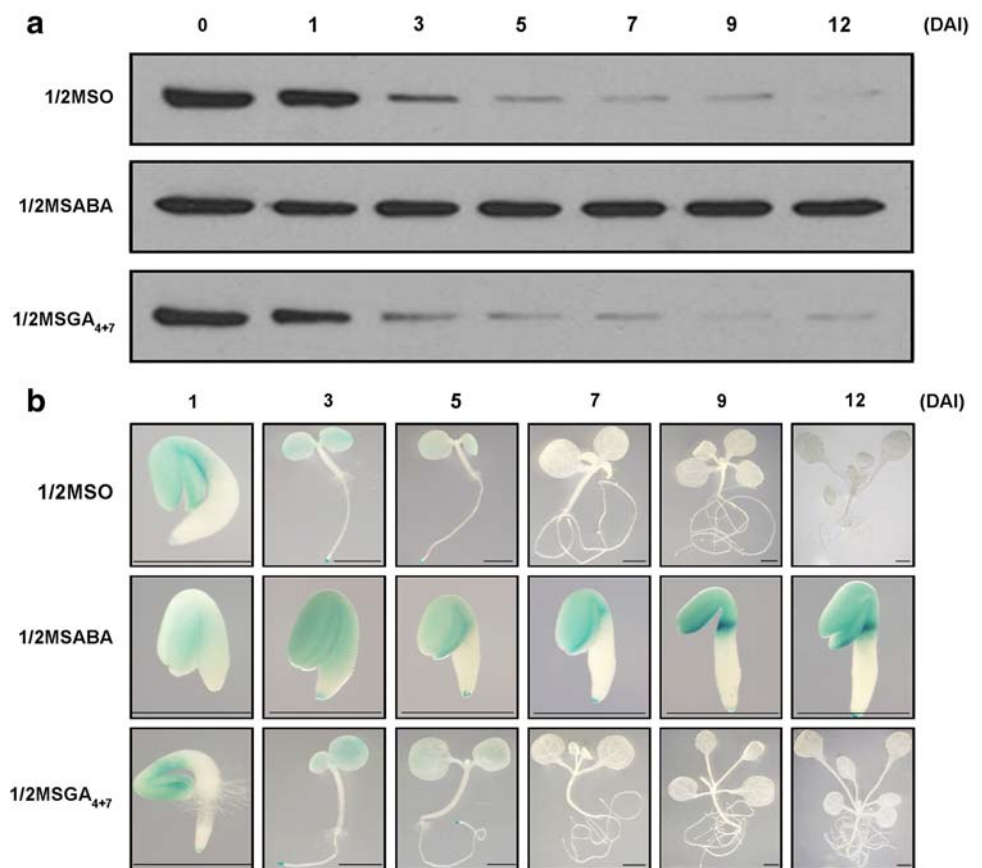 a 0 1 3 5 7 9 12 (DAI)
1/2MSO
1/2MSABA
1/2MSGA4+7
b 1 3 5 7 9 12 (DAI)
1/2MSO
1/2MSABA
1/2MSGA4+7